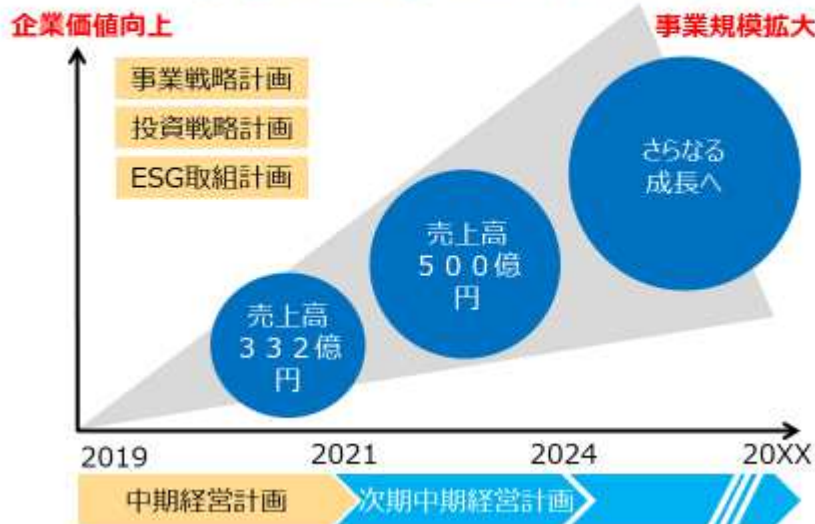 企業価値向上
事業規模拡大
事業戦略計画
投資戦略計画
ESG取組計画
さらなる
成長へ
売上高
５００億
円
売上高
３３２億
円
2019
2021
2024
20XX
中期経営計画
次期中期経営計画